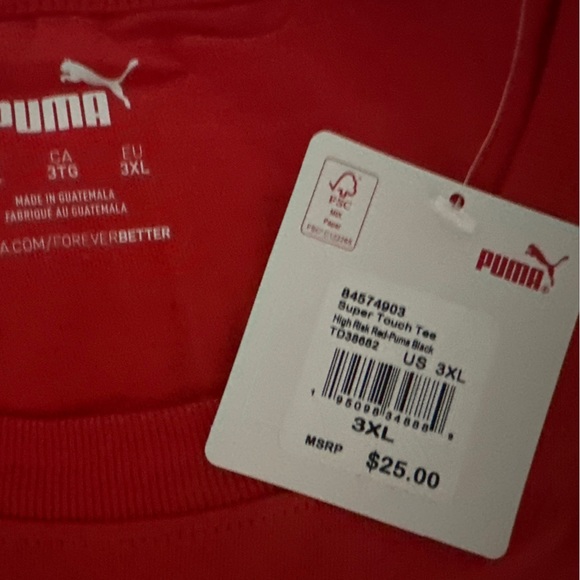 PUMA
CA EU
3TG 3XL
MADE IN GUATEMALA
FABRIQUÉ AU GUATEMALA
A.COM/FOREVERBETTER
FSC
Mix
Paper
PUMA
84574903
Super Touch Tee
High Risk Red-Puma Black
TD38682
US 3XL
3XL
MSRP $25.00